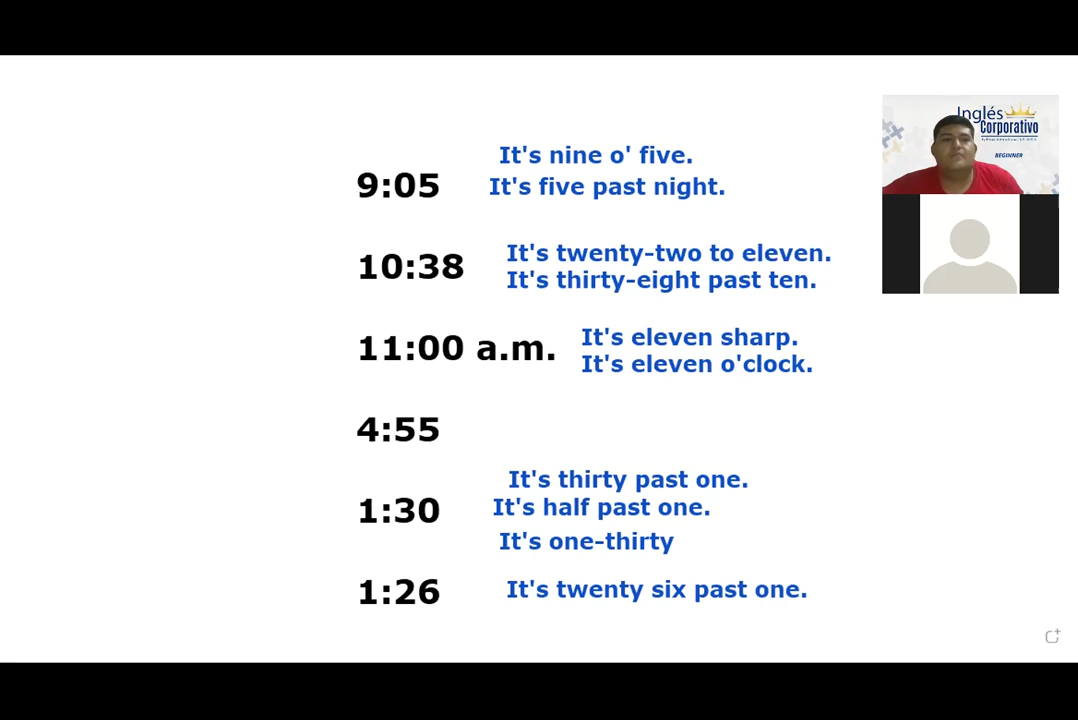 It's nine o' five.
9:05
It's five past night.
10:38
It's twenty-two to eleven.
It's thirty-eight past ten.
11:00 a.m.
It's eleven sharp.
It's eleven o'clock.
4:55
It's thirty past one.
1:30
It's half past one.
It's one-thirty
1:26
It's twenty six past one.
Inglés
Corporativo
BEGINNER